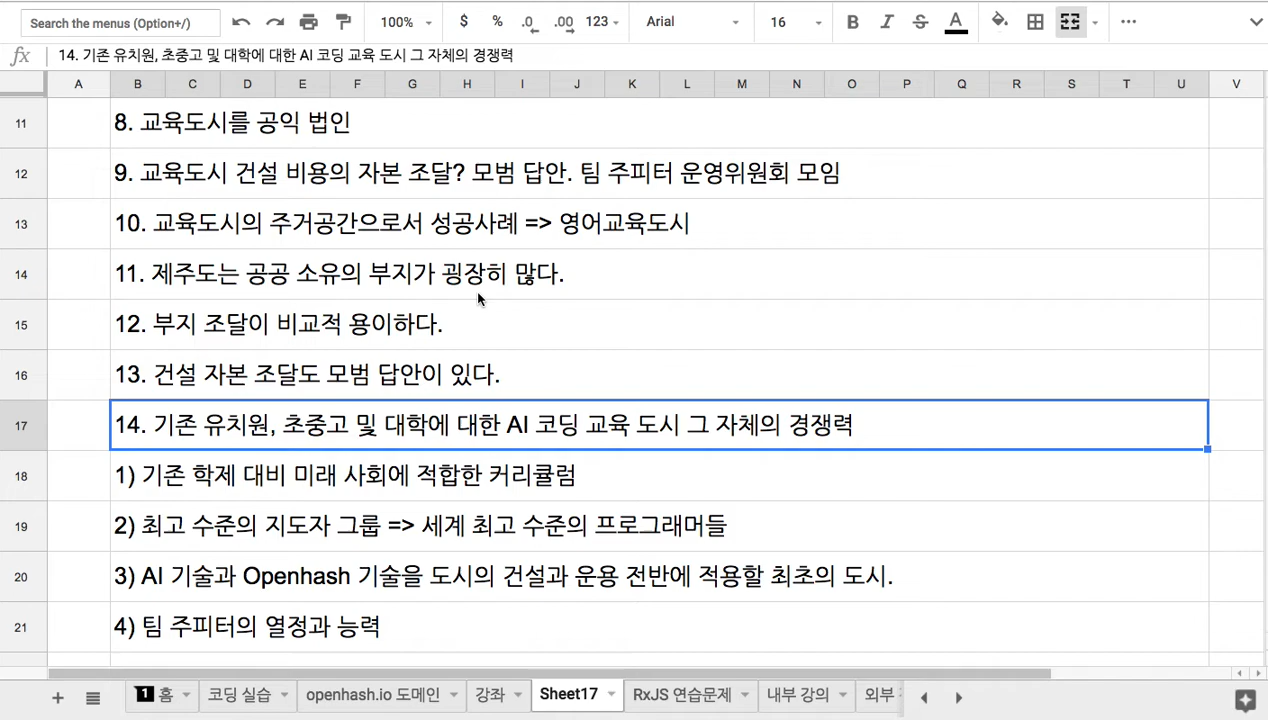 Search the menus (Option+/)
100%
$ % .0 .00 123
Arial
16
B I S A
fx 14. 기존 유치원, 초중고 및 대학에 대한 AI 코딩 교육 도시 그 자체의 경쟁력
A B C D E F G H I J K L M N O P Q R S T U V
11 8. 교육도시를 공익 법인
12 9. 교육도시 건설 비용의 자본 조달? 모범 답안. 팀 주피터 운영위원회 모임
13 10. 교육도시의 주거공간으로서 성공사례 => 영어교육도시
14 11. 제주도는 공공 소유의 부지가 굉장히 많다.
15 12. 부지 조달이 비교적 용이하다.
16 13. 건설 자본 조달도 모범 답안이 있다.
17 14. 기존 유치원, 초중고 및 대학에 대한 AI 코딩 교육 도시 그 자체의 경쟁력
18 1) 기존 학제 대비 미래 사회에 적합한 커리큘럼
19 2) 최고 수준의 지도자 그룹 => 세계 최고 수준의 프로그래머들
20 3) AI 기술과 Openhash 기술을 도시의 건설과 운용 전반에 적용할 최초의 도시.
21 4) 팀 주피터의 열정과 능력
1 홈 코딩 실습 openhash.io 도메인 강좌 Sheet17 RxJS 연습문제 내부 강의 외부